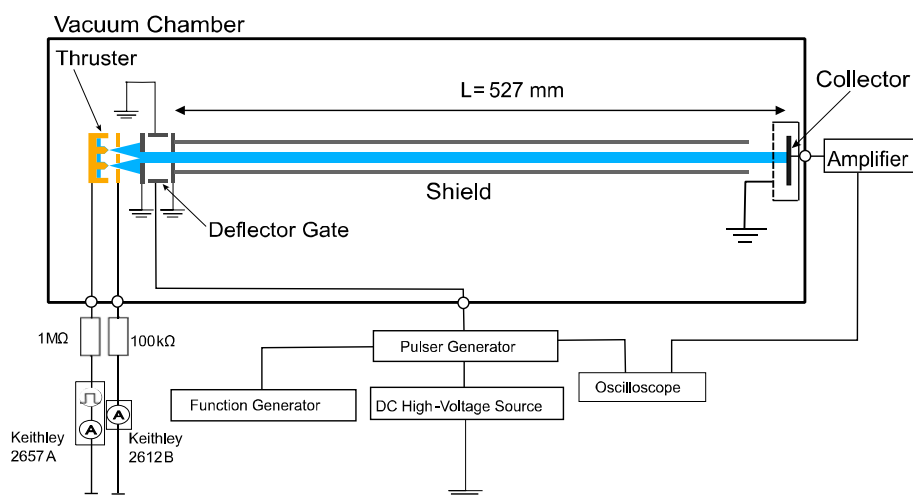 Vacuum Chamber
Thruster
L= 527 mm
Collector
Amplifier
Shield
Deflector Gate
1MΩ
100kΩ
Pulser Generator
Oscilloscope
Function Generator
DC High-Voltage Source
A
A
Keithley
2657A
Keithley
2612B